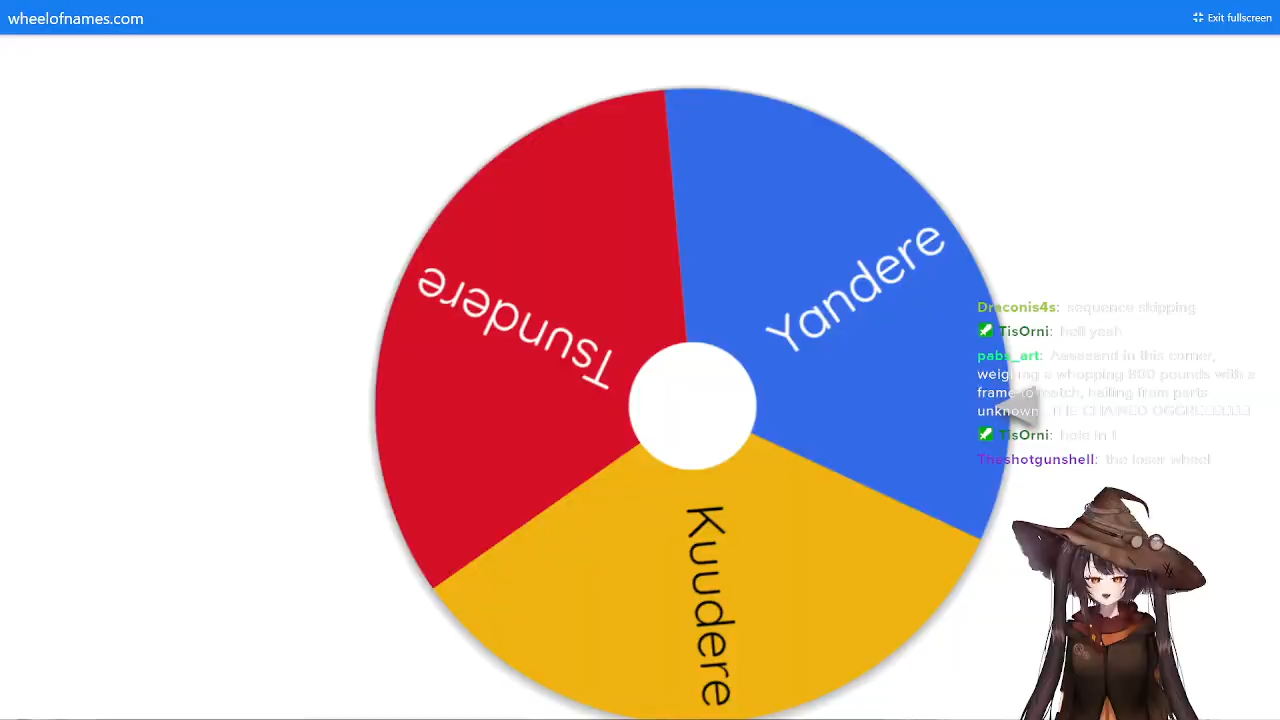 wheelofnames.com
Exit fullscreen
Tsundere
Yandere
Kuudere
Draconis4s: sequence skipping
TisOrni: hell yeah
pabs_art: Aaaaaand in this corner,
weighing a whopping 800 pounds with a
frame to match, hailing from parts
unknown
TisOrni: hole in 1
Theshotgunshell: the loser wheel